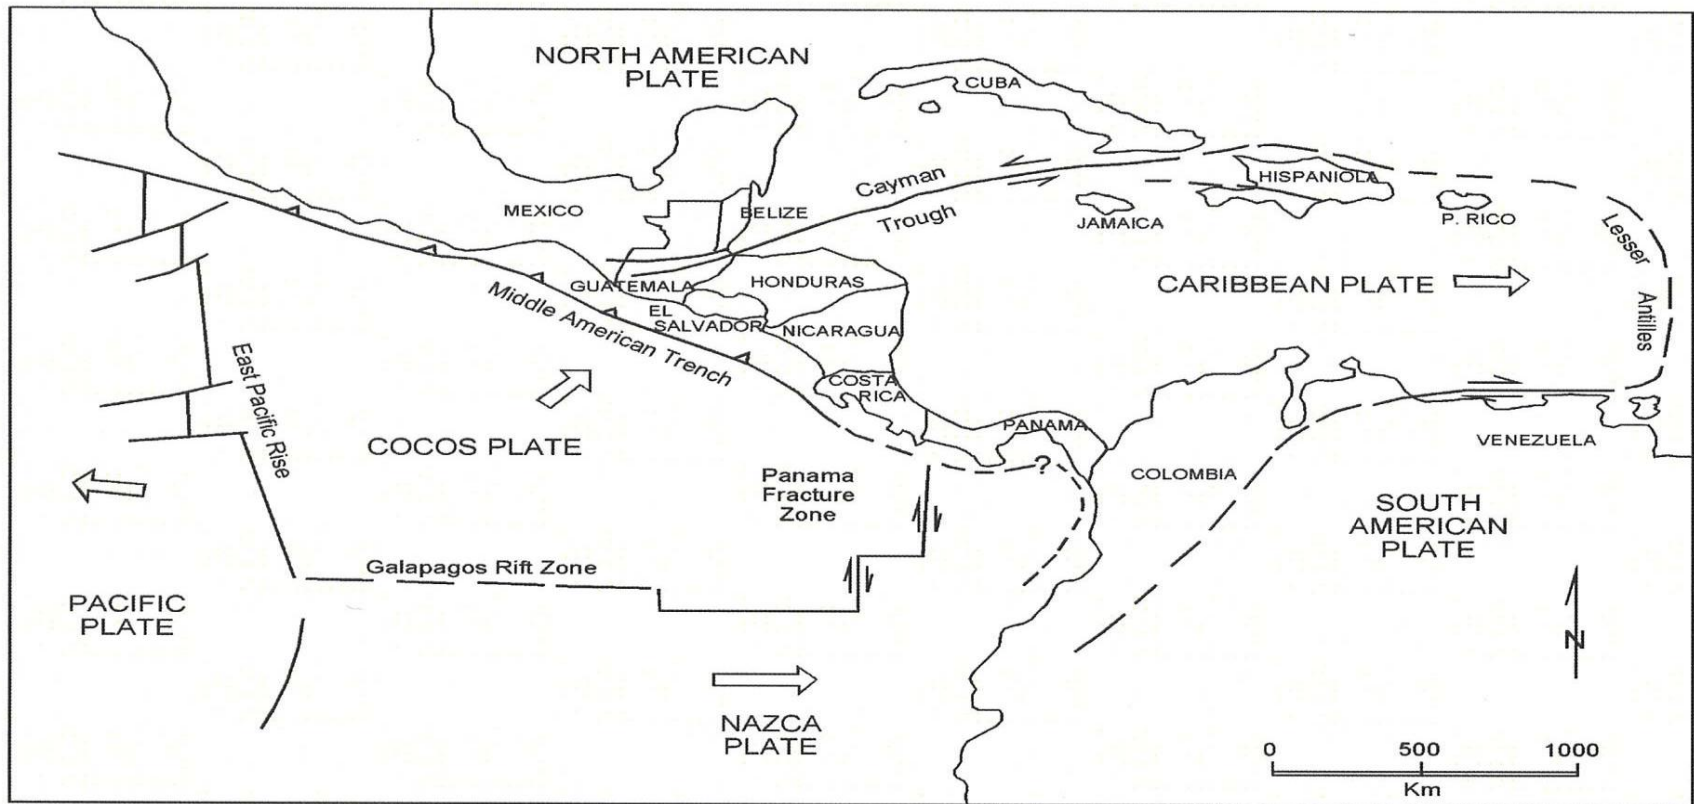 NORTH AMERICAN
PLATE
CUBA
Cayman
Trough
HISPANIOLA
MEXICO
BELIZE
JAMAICA
P. RICO
Lesser
Antilles
GUATEMALA
HONDURAS
CARIBBEAN PLATE
EL
SALVADOR
NICARAGUA
Middle American Trench
COSTA
RICA
East Pacific Rise
PANAMA
?
COCOS PLATE
VENEZUELA
COLOMBIA
Panama
Fracture
Zone
SOUTH
AMERICAN
PLATE
Galapagos Rift Zone
PACIFIC
PLATE
N
NAZCA
PLATE
0 500 1000
Km